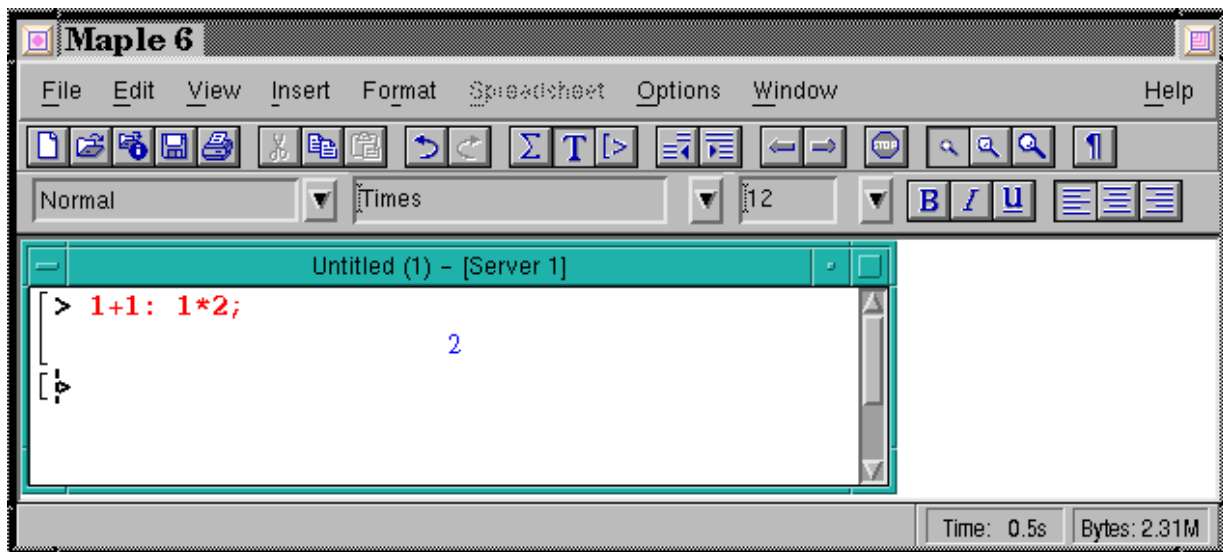 Maple 6
File Edit View Insert Format Spreadsheet Options Window Help
Σ T [> STOP ¶
Normal Times 12 B I u
Untitled (1) – [Server 1]
[> 1+1: 1*2;
2
[>
Time: 0.5s Bytes: 2.31M